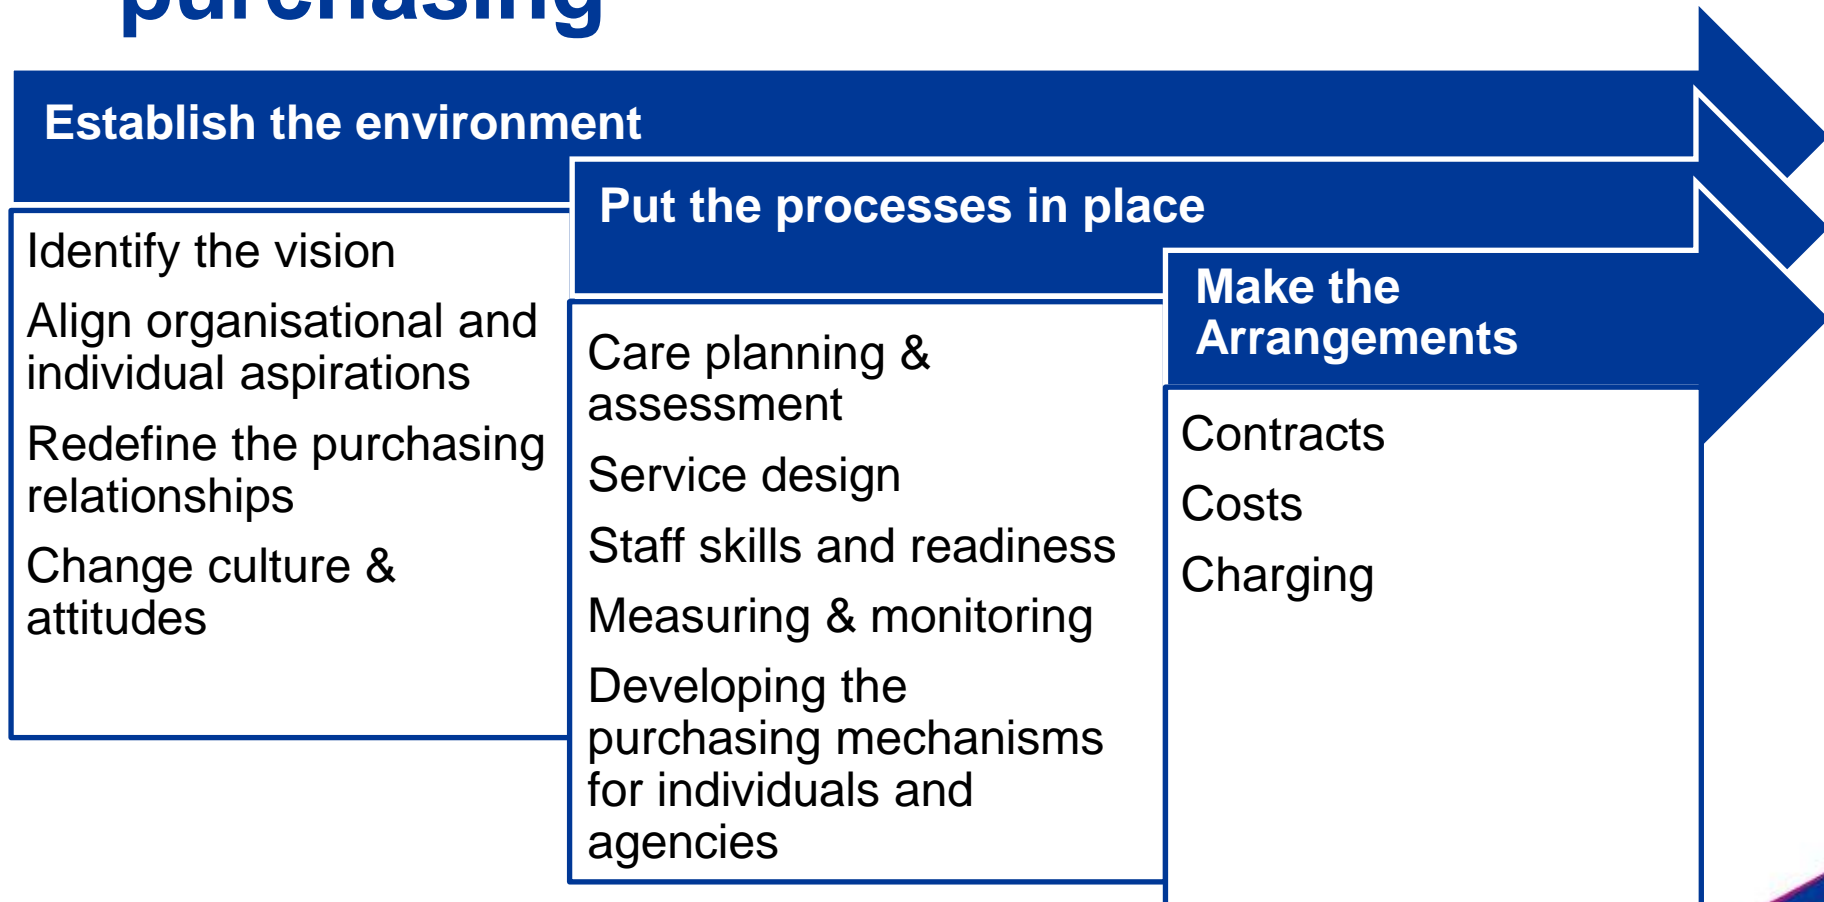 purchasing
Establish the environment
Identify the vision
Align organisational and
individual aspirations
Redefine the purchasing
relationships
Change culture &
attitudes
Put the processes in place
Care planning &
assessment
Service design
Staff skills and readiness
Measuring & monitoring
Developing the
purchasing mechanisms
for individuals and
agencies
Make the
Arrangements
Contracts
Costs
Charging